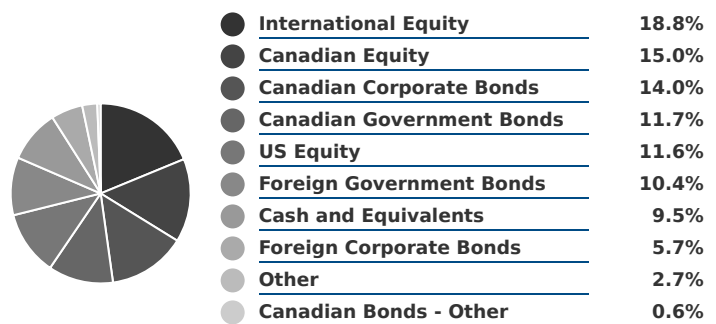 International Equity 18.8%
Canadian Equity 15.0%
Canadian Corporate Bonds 14.0%
Canadian Government Bonds 11.7%
US Equity 11.6%
Foreign Government Bonds 10.4%
Cash and Equivalents 9.5%
Foreign Corporate Bonds 5.7%
Other 2.7%
Canadian Bonds - Other 0.6%